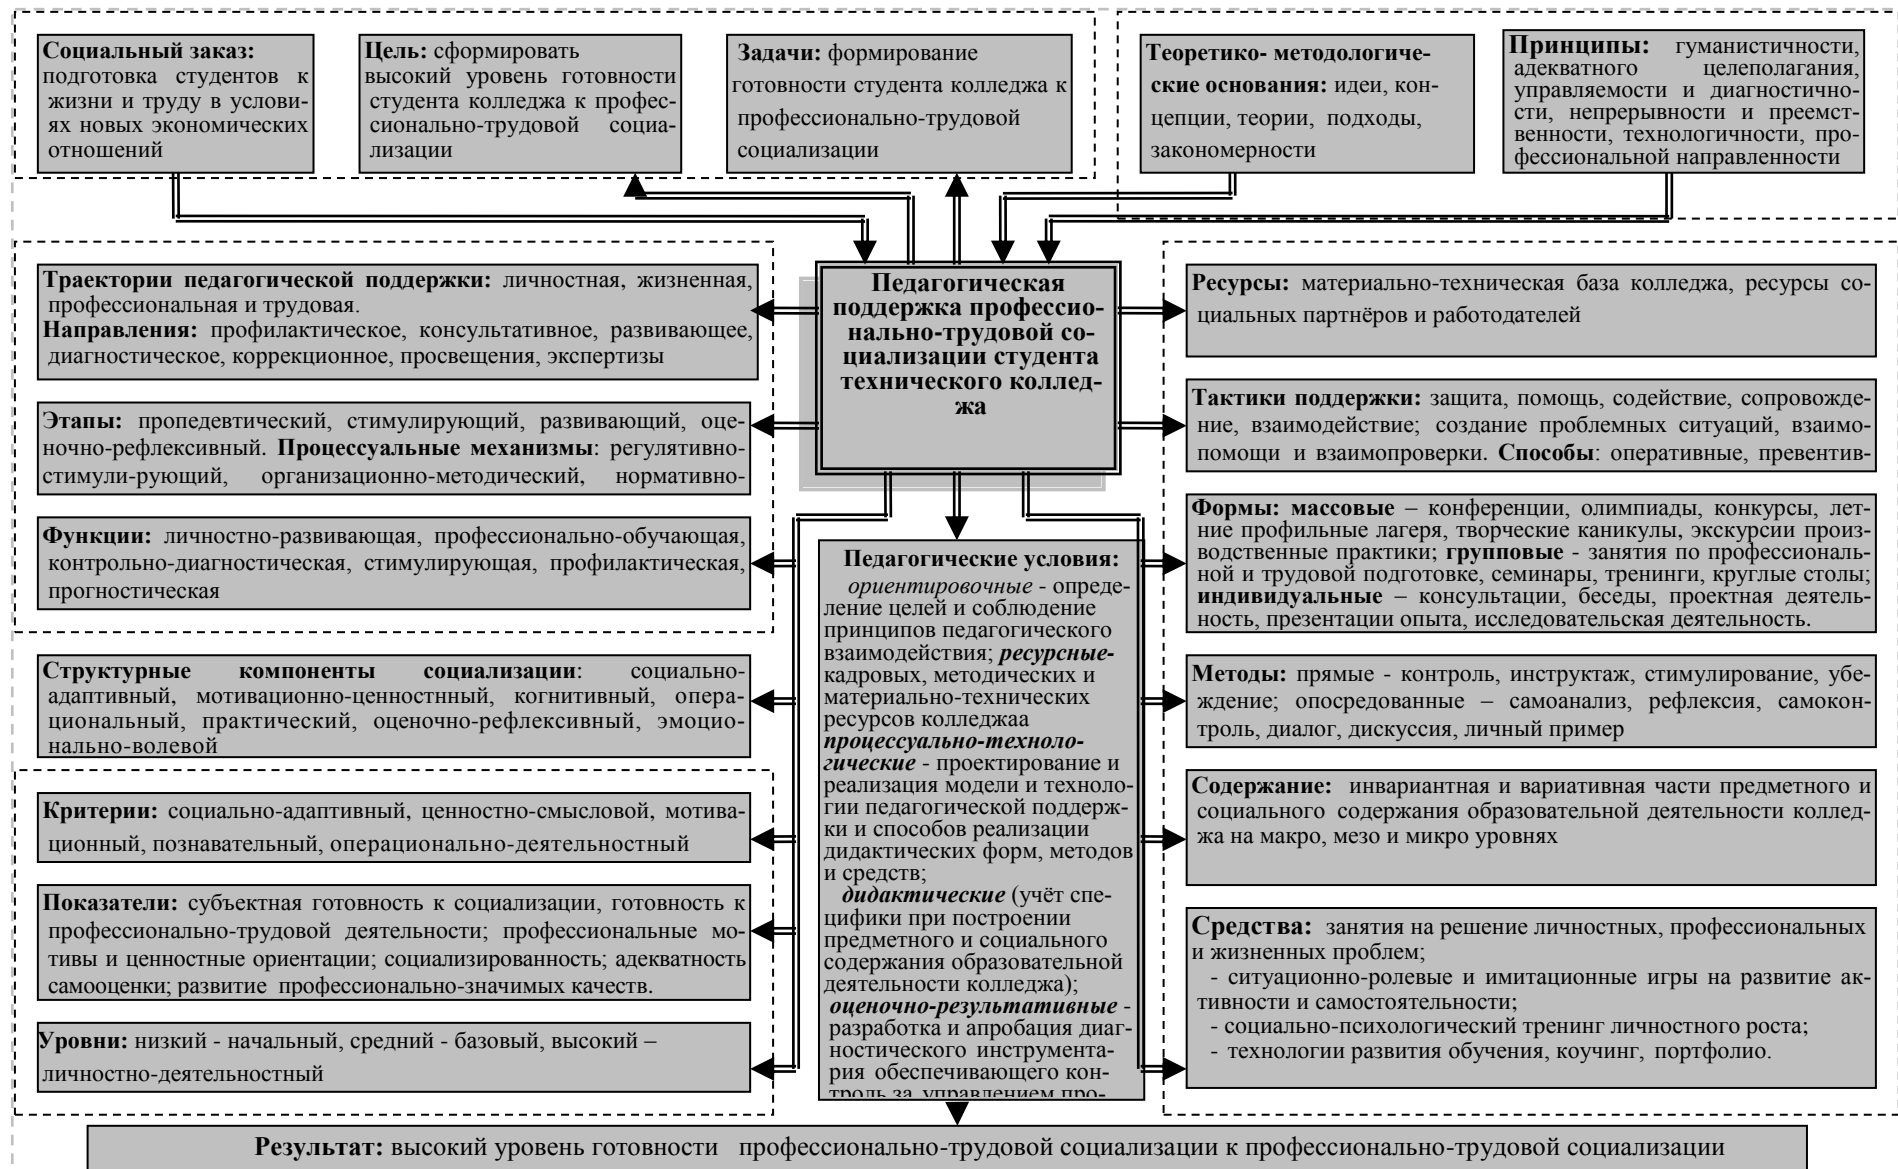 Социальный заказ:
подготовка студентов к
жизни и труду в услови-
ях новых экономических
отношений
Цель: сформировать
высокий уровень готовности
студента колледжа к профес-
сионально-трудовой социа-
лизации
Задачи: формирование
готовности студента колледжа к
профессионально-трудовой
социализации
Теоретико- методологиче-
ские основания: идеи, кон-
цепции, теории, подходы,
закономерности
Принципы: гуманистичности,
адекватного целеполагания,
управляемости и диагностично-
сти, непрерывности и преемст-
венности, технологичности, про-
фессиональной направленности
Траектории педагогической поддержки: личностная, жизненная,
профессиональная и трудовая.
Направления: профилактическое, консультативное, развивающее,
диагностическое, коррекционное, просвещения, экспертизы
Этапы: пропедевтический, стимулирующий, развивающий, оце-
ночно-рефлексивный. Процессуальные механизмы: регулятивно-
стимули-рующий, организационно-методический, нормативно-
Функции: личностно-развивающая, профессионально-обучающая,
контрольно-диагностическая, стимулирующая, профилактическая,
прогностическая
Структурные компоненты социализации: социально-
адаптивный, мотивационно-ценностнный, когнитивный, опера-
циональный, практический, оценочно-рефлексивный, эмоцио-
нально-волевой
Критерии: социально-адаптивный, ценностно-смысловой, мотива-
ционный, познавательный, операционально-деятельностный
Показатели: субъектная готовность к социализации, готовность к
профессионально-трудовой деятельности; профессиональные мо-
тивы и ценностные ориентации; социализированность; адекватность
самооценки; развитие профессионально-значимых качеств.
Уровни: низкий - начальный, средний - базовый, высокий –
личностно-деятельностный
Педагогическая
поддержка профессио-
нально-трудовой со-
циализации студента
технического коллед-
жа
Педагогические условия:
ориентировочные - опреде-
ление целей и соблюдение
принципов педагогического
взаимодействия; ресурсные-
кадровых, методических и
материально-технических
ресурсов колледжаа
процессуально-техноло-
гические - проектирование и
реализация модели и техноло-
гии педагогической поддерж-
ки и способов реализации
дидактических форм, методов
и средств;
дидактические (учёт спе-
цифики при построении
предметного и социального
содержания образовательной
деятельности колледжа);
оценочно-результативные -
разработка и апробация диаг-
ностического инструмента-
рия обеспечивающего кон-
троль за управлением про-
Ресурсы: материально-техническая база колледжа, ресурсы со-
циальных партнёров и работодателей
Тактики поддержки: защита, помощь, содействие, сопровожде-
ние, взаимодействие; создание проблемных ситуаций, взаимо-
помощи и взаимопроверки. Способы: оперативные, превентив-
Формы: массовые – конференции, олимпиады, конкурсы, лет-
ние профильные лагеря, творческие каникулы, экскурсии произ-
водственные практики; групповые - занятия по профессиональ-
ной и трудовой подготовке, семинары, тренинги, круглые столы;
индивидуальные – консультации, беседы, проектная деятель-
ность, презентации опыта, исследовательская деятельность.
Методы: прямые - контроль, инструктаж, стимулирование, убе-
ждение; опосредованные – самоанализ, рефлексия, самокон-
троль, диалог, дискуссия, личный пример
Содержание: инвариантная и вариативная части предметного и
социального содержания образовательной деятельности коллед-
жа на макро, мезо и микро уровнях
Средства: занятия на решение личностных, профессиональных
и жизненных проблем;
- ситуационно-ролевые и имитационные игры на развитие ак-
тивности и самостоятельности;
- социально-психологический тренинг личностного роста;
- технологии развития обучения, коучинг, портфолио.
Результат: высокий уровень готовности профессионально-трудовой социализации к профессионально-трудовой социализации